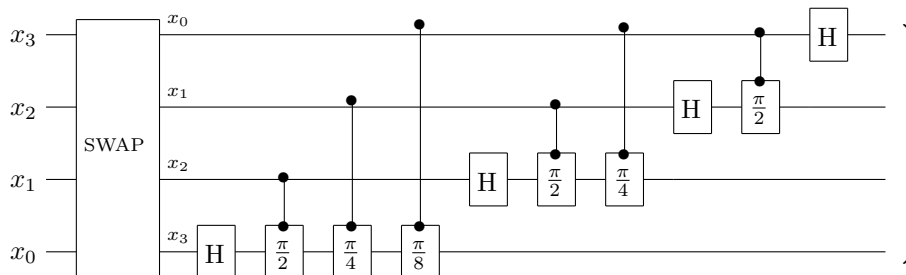 x₃ x₀ H
x₂ x₁ H π/2
SWAP
x₁ x₂ H π/2 π/4
x₀ x₃ H π/2 π/4 π/8